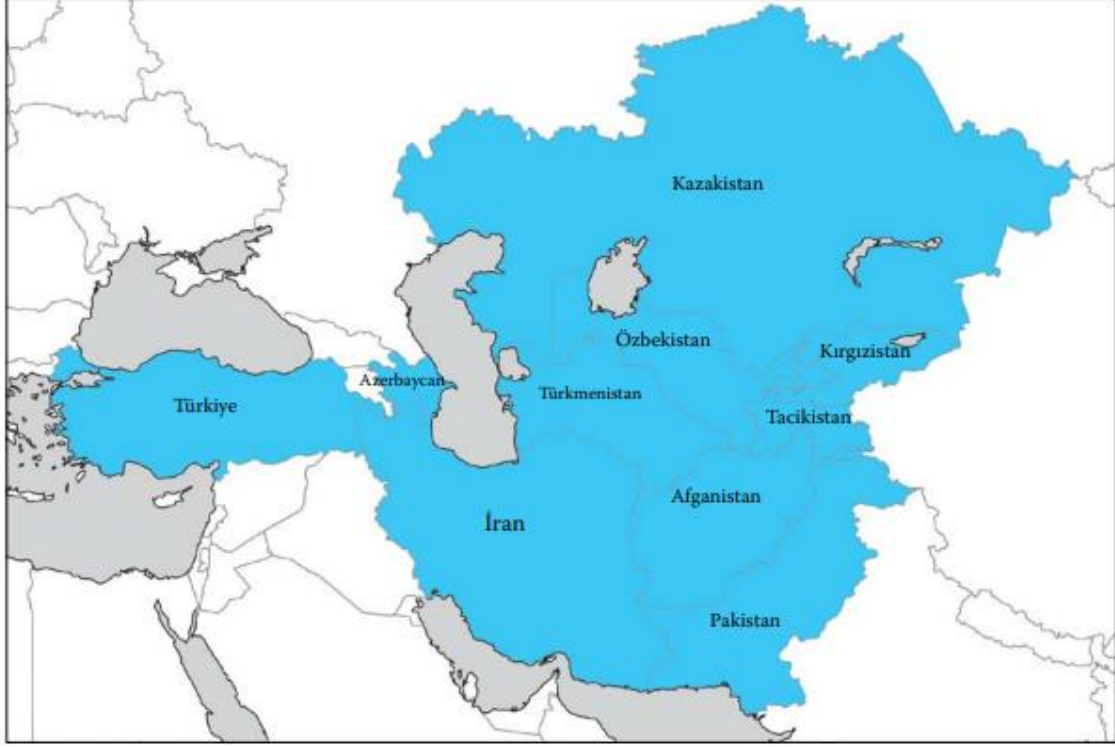 Kazakistan
Özbekistan
Kırgızistan
Azerbaycan
Türkmenistan
Türkiye
Tacikistan
Afganistan
İran
Pakistan